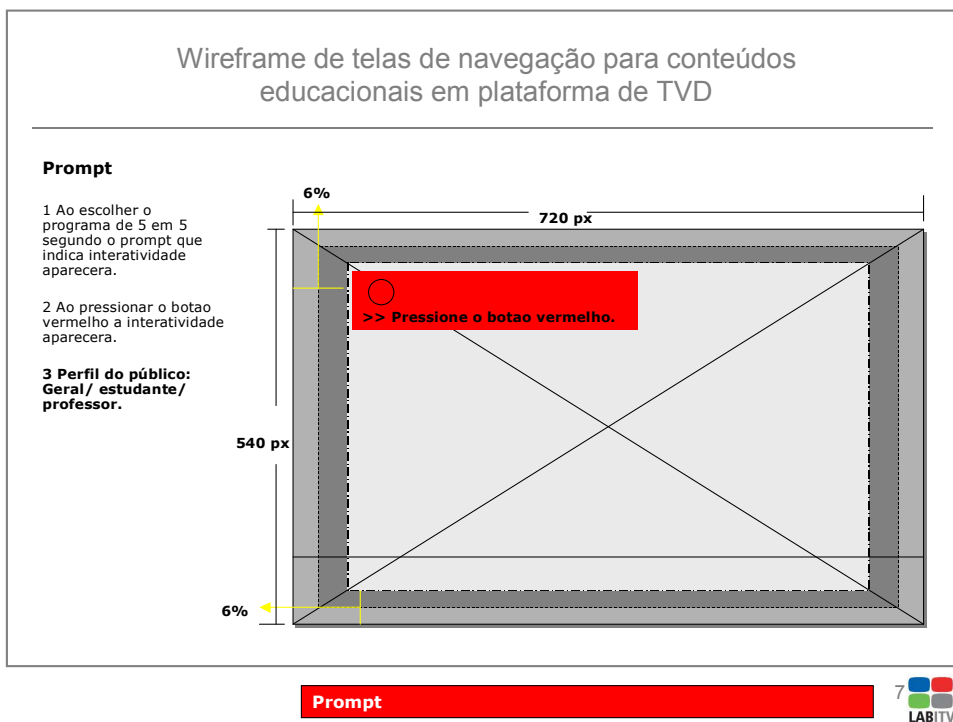 Wireframe de telas de navegação para conteúdos
educacionais em plataforma de TVD
Prompt
1 Ao escolher o
programa de 5 em 5
segundo o prompt que
indica interatividade
aparecera.
2 Ao pressionar o botao
vermelho a interatividade
aparecera.
3 Perfil do público:
Geral/ estudante/
professor.
6%
720 px
>> Pressione o botao vermelho.
540 px
6%
Prompt
7
LABITV